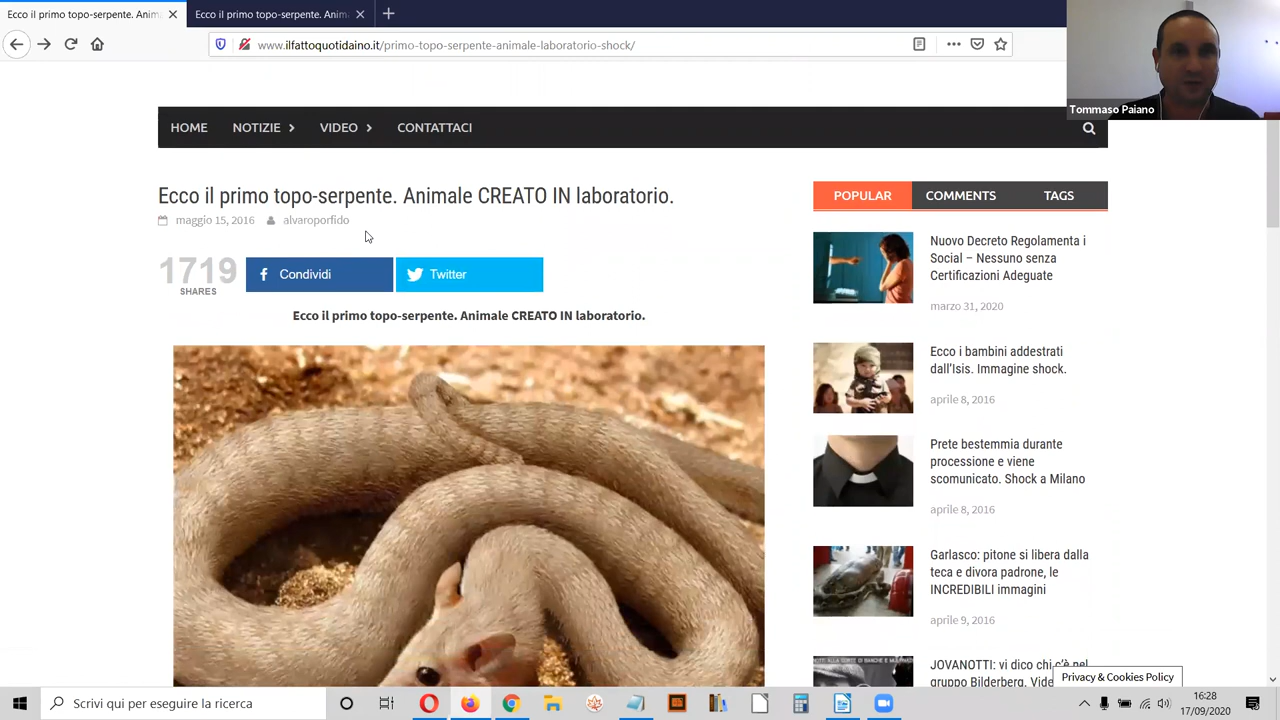 Ecco il primo topo-serpente. Anim
Ecco il primo topo-serpente. Anim
www.ilfattoquotidaino.it/primo-topo-serpente-animale-laboratorio-shock/
Tommaso Paiano
HOME
NOTIZIE
VIDEO
CONTATTACI
Ecco il primo topo-serpente. Animale CREATO IN laboratorio.
maggio 15, 2016
alvaroporfido
1719
SHARES
Condividi
Twitter
Ecco il primo topo-serpente. Animale CREATO IN laboratorio.
POPULAR
COMMENTS
TAGS
Nuovo Decreto Regolamenta i
Social – Nessuno senza
Certificazioni Adeguate
marzo 31, 2020
Ecco i bambini addestrati
dall'Isis. Immagine shock.
aprile 8, 2016
Prete bestemmia durante
processione e viene
scomunicato. Shock a Milano
aprile 8, 2016
Garlasco: pitone si libera dalla
teca e divora padrone, le
INCREDIBILI immagini
aprile 9, 2016
JOVANOTTI: vi dico chi c'è nel
gruppo Bilderberg.
Privacy & Cookies Policy
Scrivi qui per eseguire la ricerca
16:28
17/09/2020